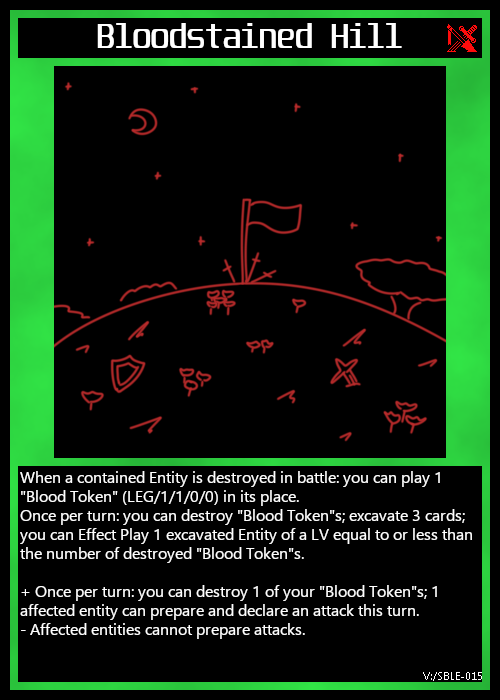 Bloodstained Hill
When a contained Entity is destroyed in battle: you can play 1
"Blood Token" (LEG/1/1/0/0) in its place.
Once per turn: you can destroy "Blood Token"s; excavate 3 cards;
you can Effect Play 1 excavated Entity of a LV equal to or less than
the number of destroyed "Blood Token"s.
+ Once per turn: you can destroy 1 of your "Blood Token"s; 1
affected entity can prepare and declare an attack this turn.
- Affected entities cannot prepare attacks.
V:/SBLE-015